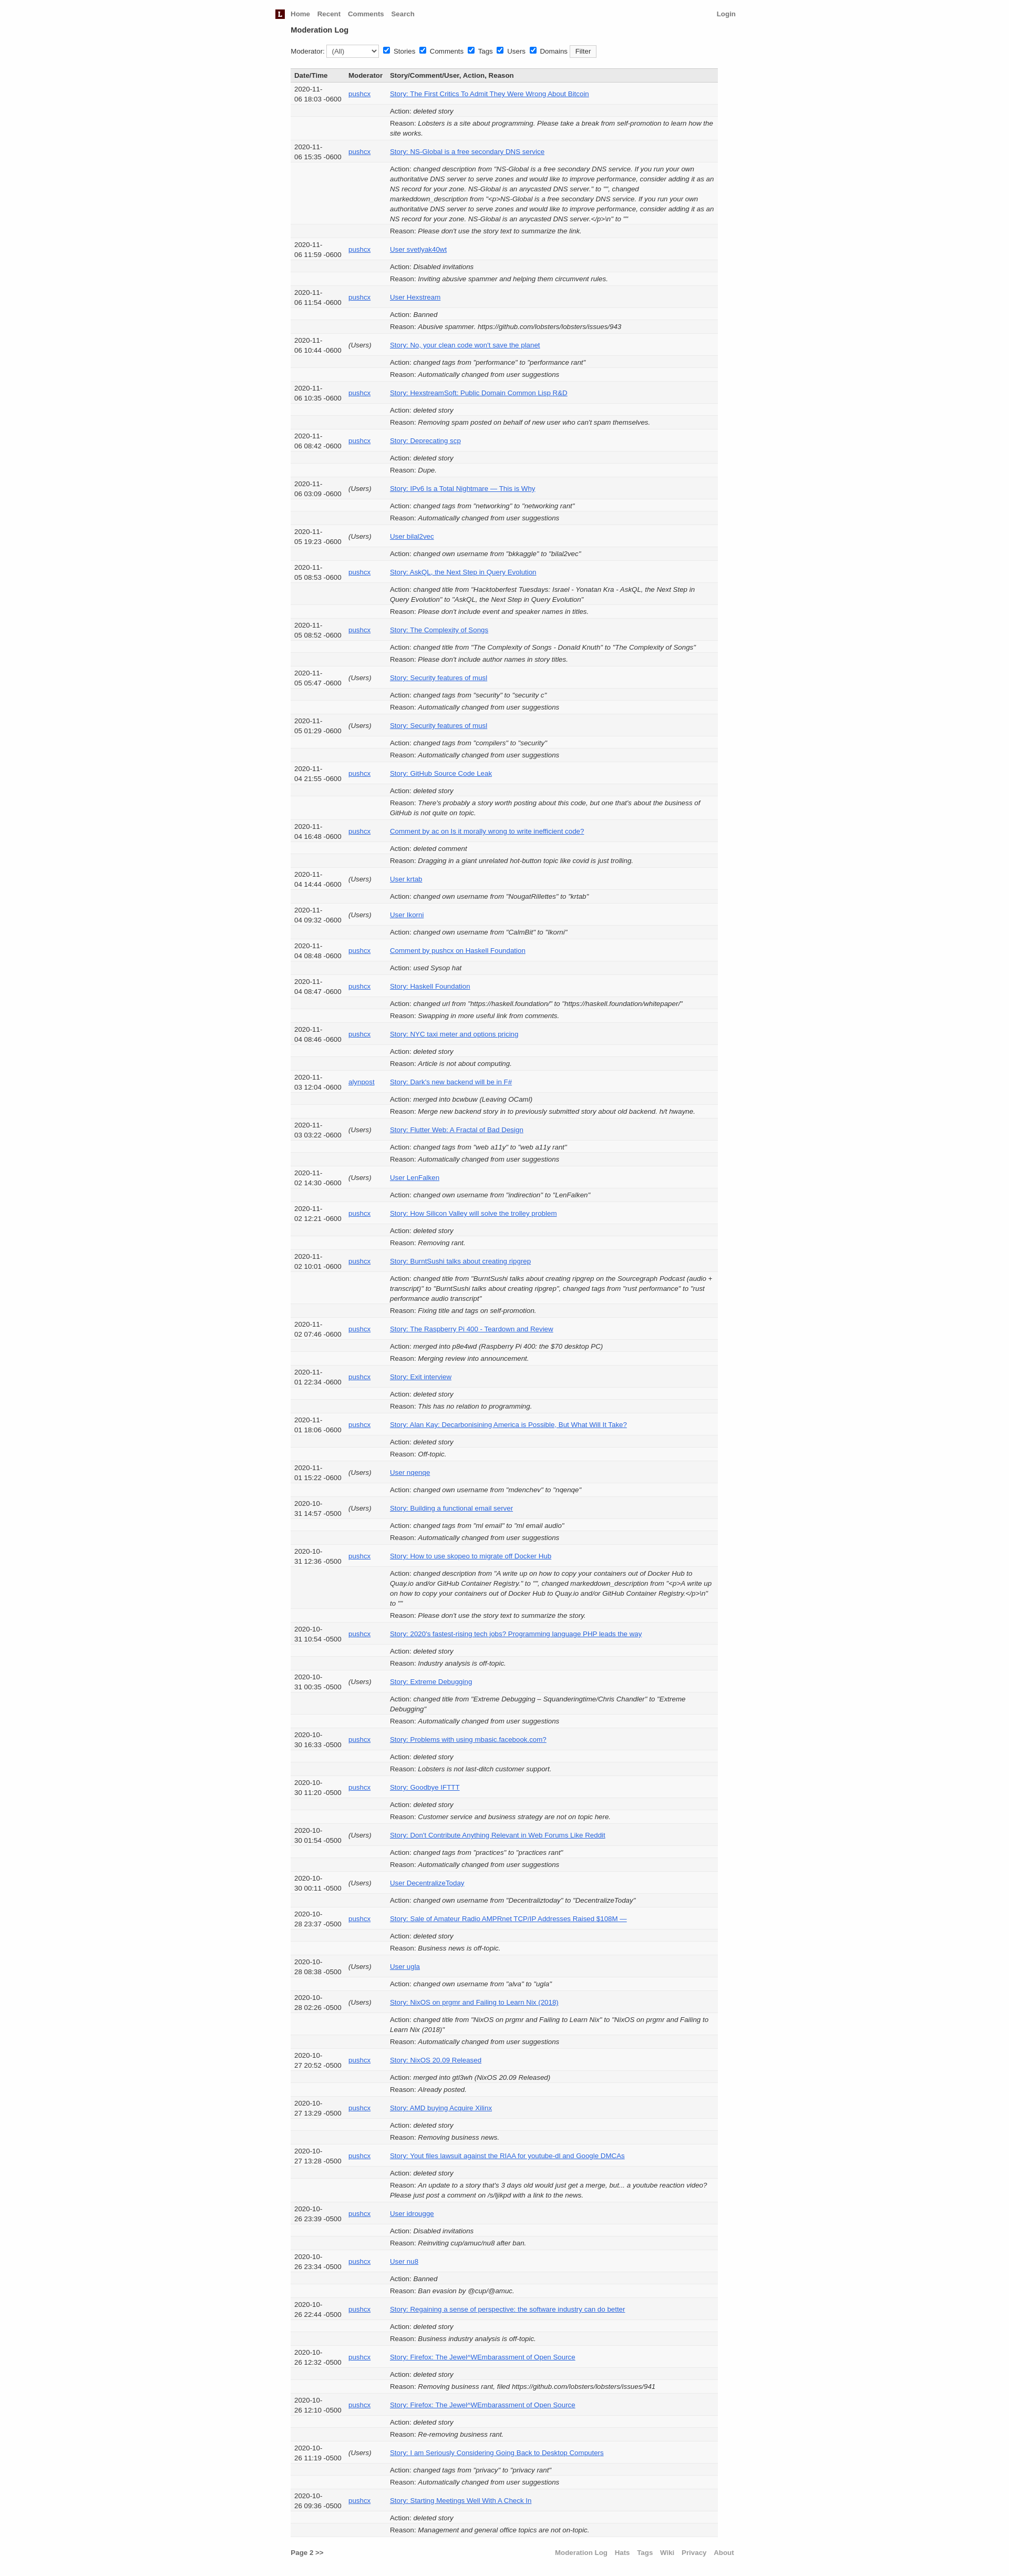 L Home Recent Comments Search Login
Moderation Log
Moderator: (All) Stories Comments Tags Users Domains Filter
Date/Time Moderator Story/Comment/User, Action, Reason
2020-11-
06 18:03 -0600 pushcx Story: The First Critics To Admit They Were Wrong About Bitcoin
Action: deleted story
Reason: Lobsters is a site about programming. Please take a break from self-promotion to learn how the
site works.
2020-11-
06 15:35 -0600 pushcx Story: NS-Global is a free secondary DNS service
Action: changed description from "NS-Global is a free secondary DNS service. If you run your own
authoritative DNS server to serve zones and would like to improve performance, consider adding it as an
NS record for your zone. NS-Global is an anycasted DNS server." to "", changed
markeddown_description from "<p>NS-Global is a free secondary DNS service. If you run your own
authoritative DNS server to serve zones and would like to improve performance, consider adding it as an
NS record for your zone. NS-Global is an anycasted DNS server.</p>\n" to ""
Reason: Please don't use the story text to summarize the link.
2020-11-
06 11:59 -0600 pushcx User svetlyak40wt
Action: Disabled invitations
Reason: Inviting abusive spammer and helping them circumvent rules.
2020-11-
06 11:54 -0600 pushcx User Hexstream
Action: Banned
Reason: Abusive spammer. https://github.com/lobsters/lobsters/issues/943
2020-11-
06 10:44 -0600 (Users) Story: No, your clean code won't save the planet
Action: changed tags from "performance" to "performance rant"
Reason: Automatically changed from user suggestions
2020-11-
06 10:35 -0600 pushcx Story: HexstreamSoft: Public Domain Common Lisp R&D
Action: deleted story
Reason: Removing spam posted on behalf of new user who can't spam themselves.
2020-11-
06 08:42 -0600 pushcx Story: Deprecating scp
Action: deleted story
Reason: Dupe.
2020-11-
06 03:09 -0600 (Users) Story: IPv6 Is a Total Nightmare — This is Why
Action: changed tags from "networking" to "networking rant"
Reason: Automatically changed from user suggestions
2020-11-
05 19:23 -0600 (Users) User bilal2vec
Action: changed own username from "bkkaggle" to "bilal2vec"
2020-11-
05 08:53 -0600 pushcx Story: AskQL, the Next Step in Query Evolution
Action: changed title from "Hacktoberfest Tuesdays: Israel - Yonatan Kra - AskQL, the Next Step in
Query Evolution" to "AskQL, the Next Step in Query Evolution"
Reason: Please don't include event and speaker names in titles.
2020-11-
05 08:52 -0600 pushcx Story: The Complexity of Songs
Action: changed title from "The Complexity of Songs - Donald Knuth" to "The Complexity of Songs"
Reason: Please don't include author names in story titles.
2020-11-
05 05:47 -0600 (Users) Story: Security features of musl
Action: changed tags from "security" to "security c"
Reason: Automatically changed from user suggestions
2020-11-
05 01:29 -0600 (Users) Story: Security features of musl
Action: changed tags from "compilers" to "security"
Reason: Automatically changed from user suggestions
2020-11-
04 21:55 -0600 pushcx Story: GitHub Source Code Leak
Action: deleted story
Reason: There's probably a story worth posting about this code, but one that's about the business of
GitHub is not quite on topic.
2020-11-
04 16:48 -0600 pushcx Comment by ac on Is it morally wrong to write inefficient code?
Action: deleted comment
Reason: Dragging in a giant unrelated hot-button topic like covid is just trolling.
2020-11-
04 14:44 -0600 (Users) User krtab
Action: changed own username from "NougatRillettes" to "krtab"
2020-11-
04 09:32 -0600 (Users) User Ikorni
Action: changed own username from "CalmBit" to "Ikorni"
2020-11-
04 08:48 -0600 pushcx Comment by pushcx on Haskell Foundation
Action: used Sysop hat
2020-11-
04 08:47 -0600 pushcx Story: Haskell Foundation
Action: changed url from "https://haskell.foundation/" to "https://haskell.foundation/whitepaper/"
Reason: Swapping in more useful link from comments.
2020-11-
04 08:46 -0600 pushcx Story: NYC taxi meter and options pricing
Action: deleted story
Reason: Article is not about computing.
2020-11-
03 12:04 -0600 alynpost Story: Dark's new backend will be in F#
Action: merged into bcwbuw (Leaving OCaml)
Reason: Merge new backend story in to previously submitted story about old backend. h/t hwayne.
2020-11-
03 03:22 -0600 (Users) Story: Flutter Web: A Fractal of Bad Design
Action: changed tags from "web a11y" to "web a11y rant"
Reason: Automatically changed from user suggestions
2020-11-
02 14:30 -0600 (Users) User LenFalken
Action: changed own username from "indirection" to "LenFalken"
2020-11-
02 12:21 -0600 pushcx Story: How Silicon Valley will solve the trolley problem
Action: deleted story
Reason: Removing rant.
2020-11-
02 10:01 -0600 pushcx Story: BurntSushi talks about creating ripgrep
Action: changed title from "BurntSushi talks about creating ripgrep on the Sourcegraph Podcast (audio +
transcript)" to "BurntSushi talks about creating ripgrep", changed tags from "rust performance" to "rust
performance audio transcript"
Reason: Fixing title and tags on self-promotion.
2020-11-
02 07:46 -0600 pushcx Story: The Raspberry Pi 400 - Teardown and Review
Action: merged into p8e4wd (Raspberry Pi 400: the $70 desktop PC)
Reason: Merging review into announcement.
2020-11-
01 22:34 -0600 pushcx Story: Exit interview
Action: deleted story
Reason: This has no relation to programming.
2020-11-
01 18:06 -0600 pushcx Story: Alan Kay: Decarbonisining America is Possible, But What Will It Take?
Action: deleted story
Reason: Off-topic.
2020-11-
01 15:22 -0600 (Users) User nqenqe
Action: changed own username from "mdenchev" to "nqenqe"
2020-10-
31 14:57 -0500 (Users) Story: Building a functional email server
Action: changed tags from "ml email" to "ml email audio"
Reason: Automatically changed from user suggestions
2020-10-
31 12:36 -0500 pushcx Story: How to use skopeo to migrate off Docker Hub
Action: changed description from "A write up on how to copy your containers out of Docker Hub to
Quay.io and/or GitHub Container Registry." to "", changed markeddown_description from "<p>A write up
on how to copy your containers out of Docker Hub to Quay.io and/or GitHub Container Registry.</p>\n"
to ""
Reason: Please don't use the story text to summarize the story.
2020-10-
31 10:54 -0500 pushcx Story: 2020's fastest-rising tech jobs? Programming language PHP leads the way
Action: deleted story
Reason: Industry analysis is off-topic.
2020-10-
31 00:35 -0500 (Users) Story: Extreme Debugging
Action: changed title from "Extreme Debugging – Squanderingtime/Chris Chandler" to "Extreme
Debugging"
Reason: Automatically changed from user suggestions
2020-10-
30 16:33 -0500 pushcx Story: Problems with using mbasic.facebook.com?
Action: deleted story
Reason: Lobsters is not last-ditch customer support.
2020-10-
30 11:20 -0500 pushcx Story: Goodbye IFTTT
Action: deleted story
Reason: Customer service and business strategy are not on topic here.
2020-10-
30 01:54 -0500 (Users) Story: Don't Contribute Anything Relevant in Web Forums Like Reddit
Action: changed tags from "practices" to "practices rant"
Reason: Automatically changed from user suggestions
2020-10-
30 00:11 -0500 (Users) User DecentralizeToday
Action: changed own username from "Decentraliztoday" to "DecentralizeToday"
2020-10-
28 23:37 -0500 pushcx Story: Sale of Amateur Radio AMPRnet TCP/IP Addresses Raised $108M —
Action: deleted story
Reason: Business news is off-topic.
2020-10-
28 08:38 -0500 (Users) User ugla
Action: changed own username from "alva" to "ugla"
2020-10-
28 02:26 -0500 (Users) Story: NixOS on prgmr and Failing to Learn Nix (2018)
Action: changed title from "NixOS on prgmr and Failing to Learn Nix" to "NixOS on prgmr and Failing to
Learn Nix (2018)"
Reason: Automatically changed from user suggestions
2020-10-
27 20:52 -0500 pushcx Story: NixOS 20.09 Released
Action: merged into gtl3wh (NixOS 20.09 Released)
Reason: Already posted.
2020-10-
27 13:29 -0500 pushcx Story: AMD buying Acquire Xilinx
Action: deleted story
Reason: Removing business news.
2020-10-
27 13:28 -0500 pushcx Story: Yout files lawsuit against the RIAA for youtube-dl and Google DMCAs
Action: deleted story
Reason: An update to a story that's 3 days old would just get a merge, but... a youtube reaction video?
Please just post a comment on /s/ljikpd with a link to the news.
2020-10-
26 23:39 -0500 pushcx User idrougge
Action: Disabled invitations
Reason: Reinviting cup/amuc/nu8 after ban.
2020-10-
26 23:34 -0500 pushcx User nu8
Action: Banned
Reason: Ban evasion by @cup/@amuc.
2020-10-
26 22:44 -0500 pushcx Story: Regaining a sense of perspective: the software industry can do better
Action: deleted story
Reason: Business industry analysis is off-topic.
2020-10-
26 12:32 -0500 pushcx Story: Firefox: The Jewel^WEmbarassment of Open Source
Action: deleted story
Reason: Removing business rant, filed https://github.com/lobsters/lobsters/issues/941
2020-10-
26 12:10 -0500 pushcx Story: Firefox: The Jewel^WEmbarassment of Open Source
Action: deleted story
Reason: Re-removing business rant.
2020-10-
26 11:19 -0500 (Users) Story: I am Seriously Considering Going Back to Desktop Computers
Action: changed tags from "privacy" to "privacy rant"
Reason: Automatically changed from user suggestions
2020-10-
26 09:36 -0500 pushcx Story: Starting Meetings Well With A Check In
Action: deleted story
Reason: Management and general office topics are not on-topic.
Page 2 >> Moderation Log Hats Tags Wiki Privacy About